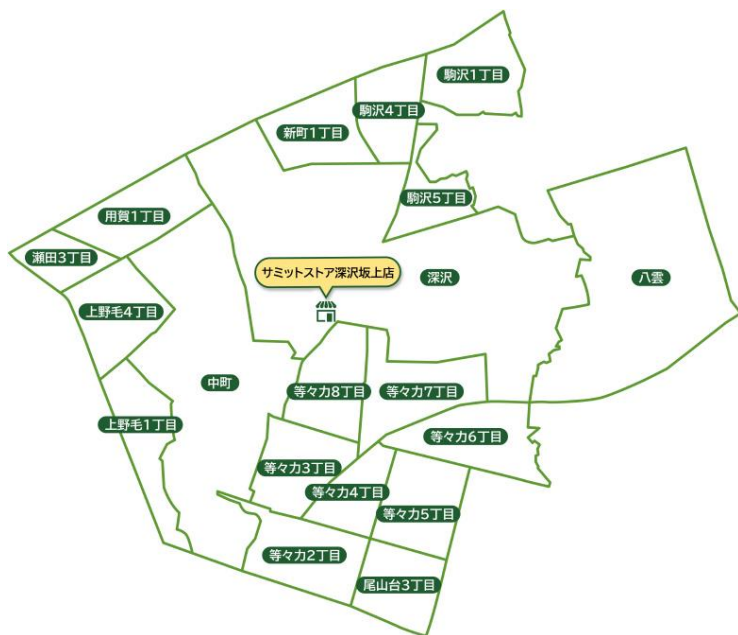 駒沢1丁目
駒沢4丁目
新町1丁目
駒沢5丁目
用賀1丁目
瀬田3丁目
サミットストア深沢坂上店
深沢
八雲
上野毛4丁目
中町
等々力8丁目
等々力7丁目
上野毛1丁目
等々力6丁目
等々力3丁目
等々力4丁目
等々力5丁目
等々力2丁目
尾山台3丁目